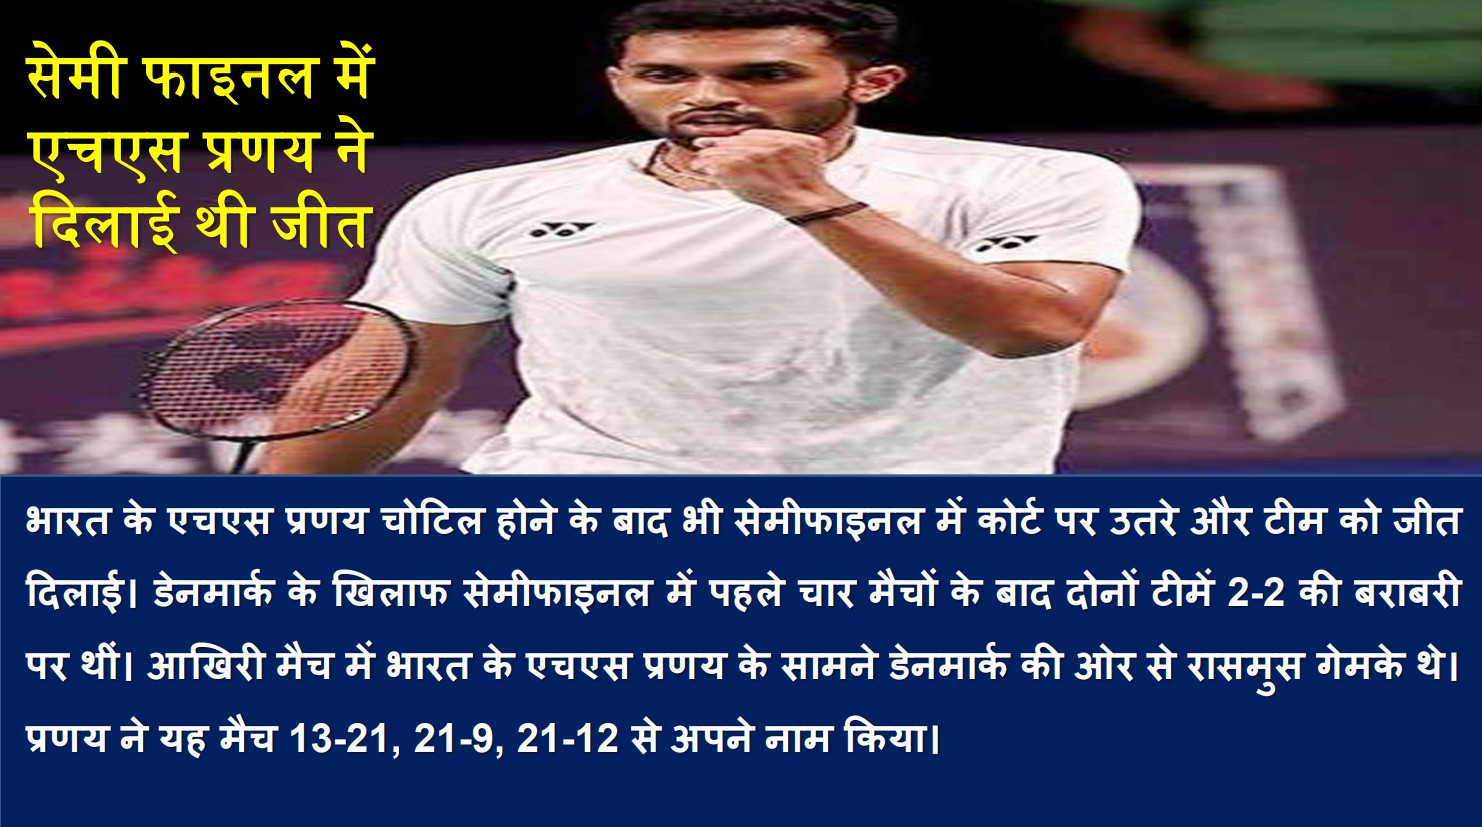 सेमी फाइनल में
एचएस प्रणय ने
दिलाई थी जीत
भारत के एचएस प्रणय चोटिल होने के बाद भी सेमीफाइनल में कोर्ट पर उतरे और टीम को जीत
दिलाई। डेनमार्क के खिलाफ सेमीफाइनल में पहले चार मैचों के बाद दोनों टीमें 2-2 की बराबरी
पर थीं। आखिरी मैच में भारत के एचएस प्रणय के सामने डेनमार्क की ओर से रासमुस गेमके थे।
प्रणय ने यह मैच 13-21, 21-9, 21-12 से अपने नाम किया।